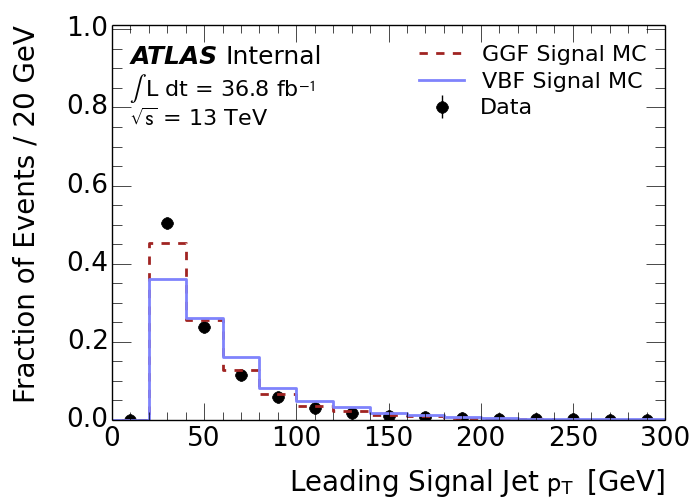 ATLAS Internal
∫L dt = 36.8 fb⁻¹
√s = 13 TeV
GGF Signal MC
VBF Signal MC
Data
Fraction of Events / 20 GeV
1.0
0.8
0.6
0.4
0.2
0.0
0 50 100 150 200 250 300
Leading Signal Jet p_T [GeV]